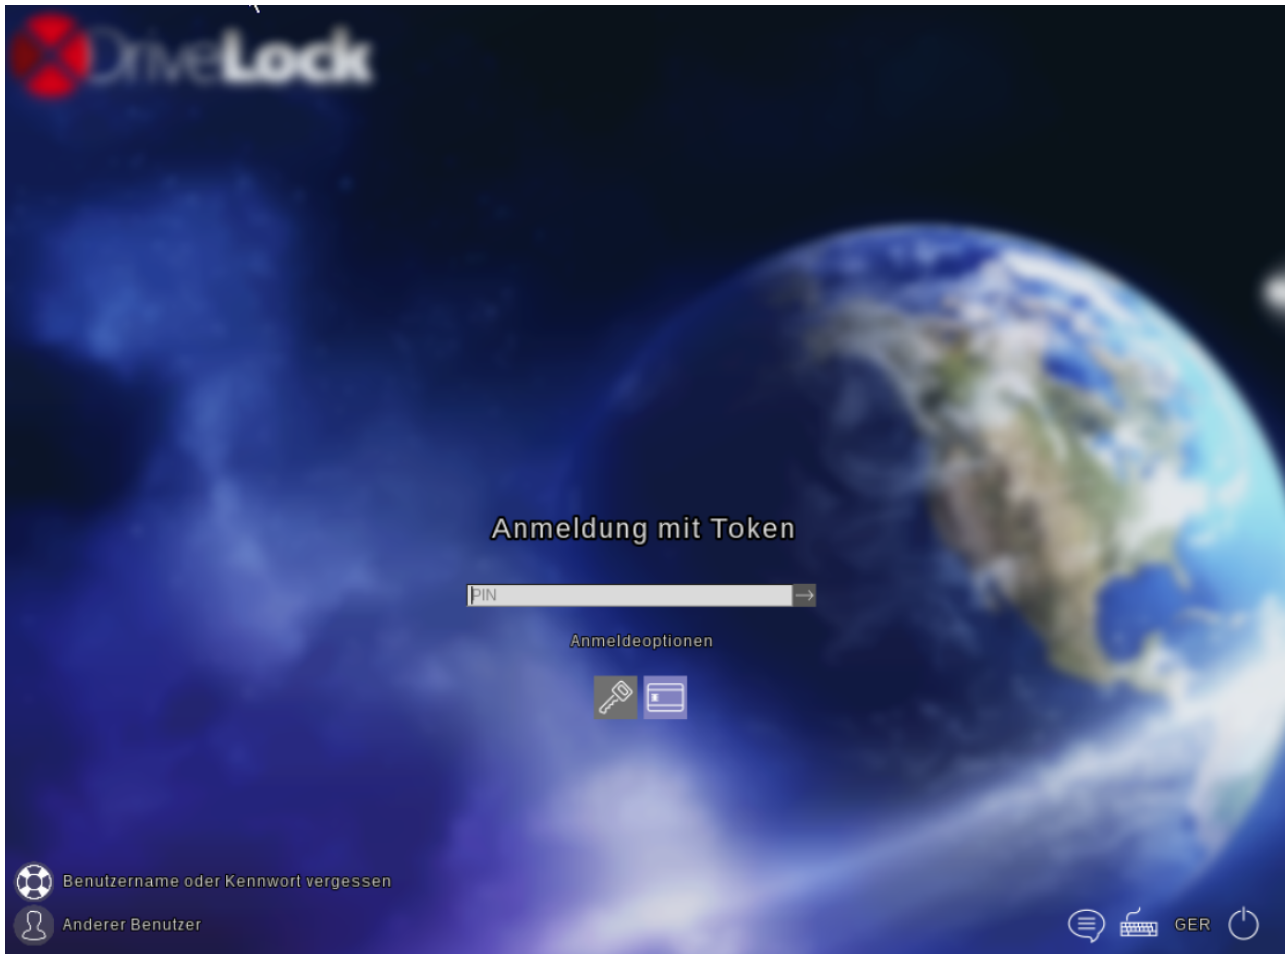 DriveLock
Anmeldung mit Token
PIN
Anmeldeoptionen
Benutzername oder Kennwort vergessen
Anderer Benutzer
GER